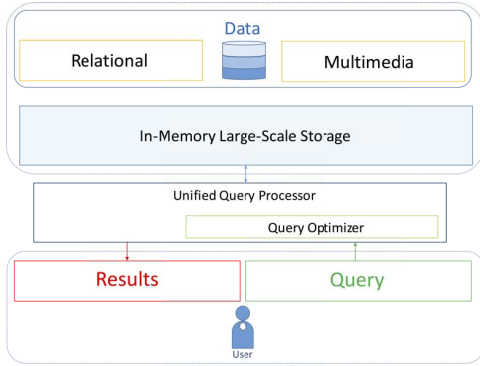 Data
Relational
Multimedia
In-Memory Large-Scale Storage
Unified Query Processor
Query Optimizer
Results
Query
User